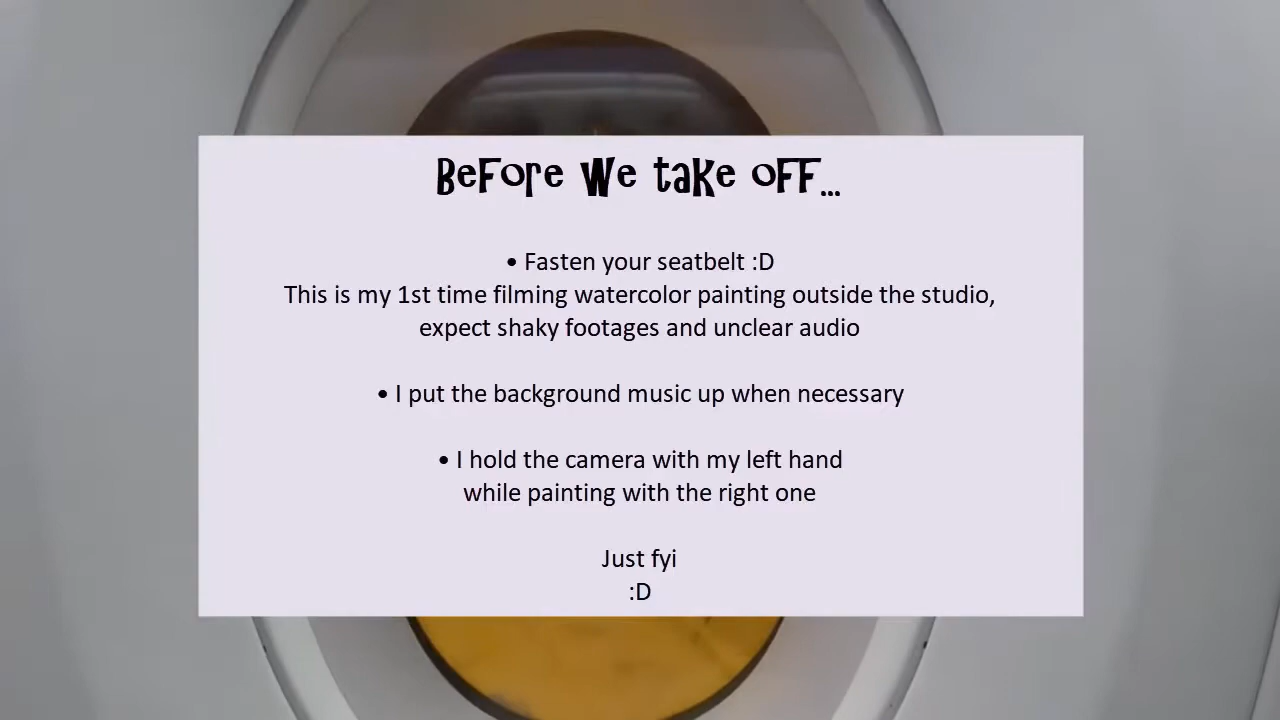 Before we take off...
• Fasten your seatbelt :D
This is my 1st time filming watercolor painting outside the studio,
expect shaky footages and unclear audio
• I put the background music up when necessary
• I hold the camera with my left hand
while painting with the right one
Just fyi
:D